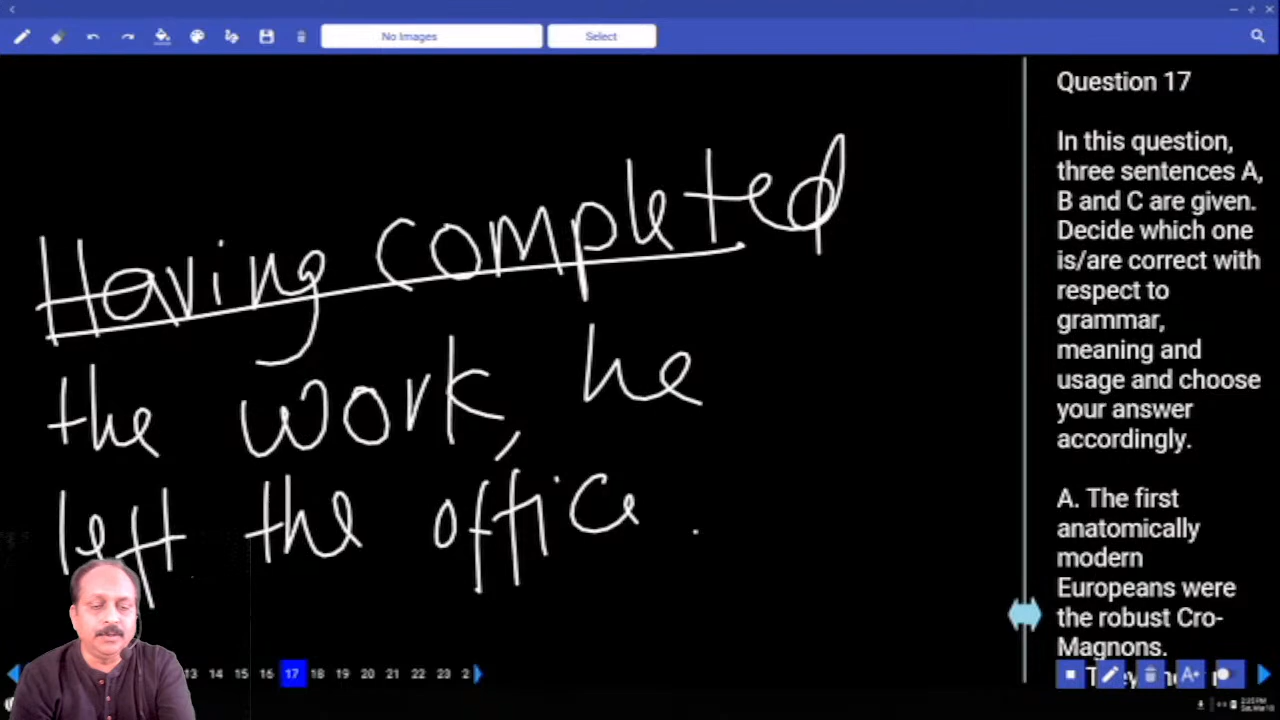 No Images
Select
Having completed
the work, he
left the office.
Question 17
In this question,
three sentences A,
B and C are given.
Decide which one
is/are correct with
respect to
grammar,
meaning and
usage and choose
your answer
accordingly.
A. The first
anatomically
modern
Europeans were
the robust Cro-
Magnons.
13 14 15 16 17 18 19 20 21 22 23 2
A+